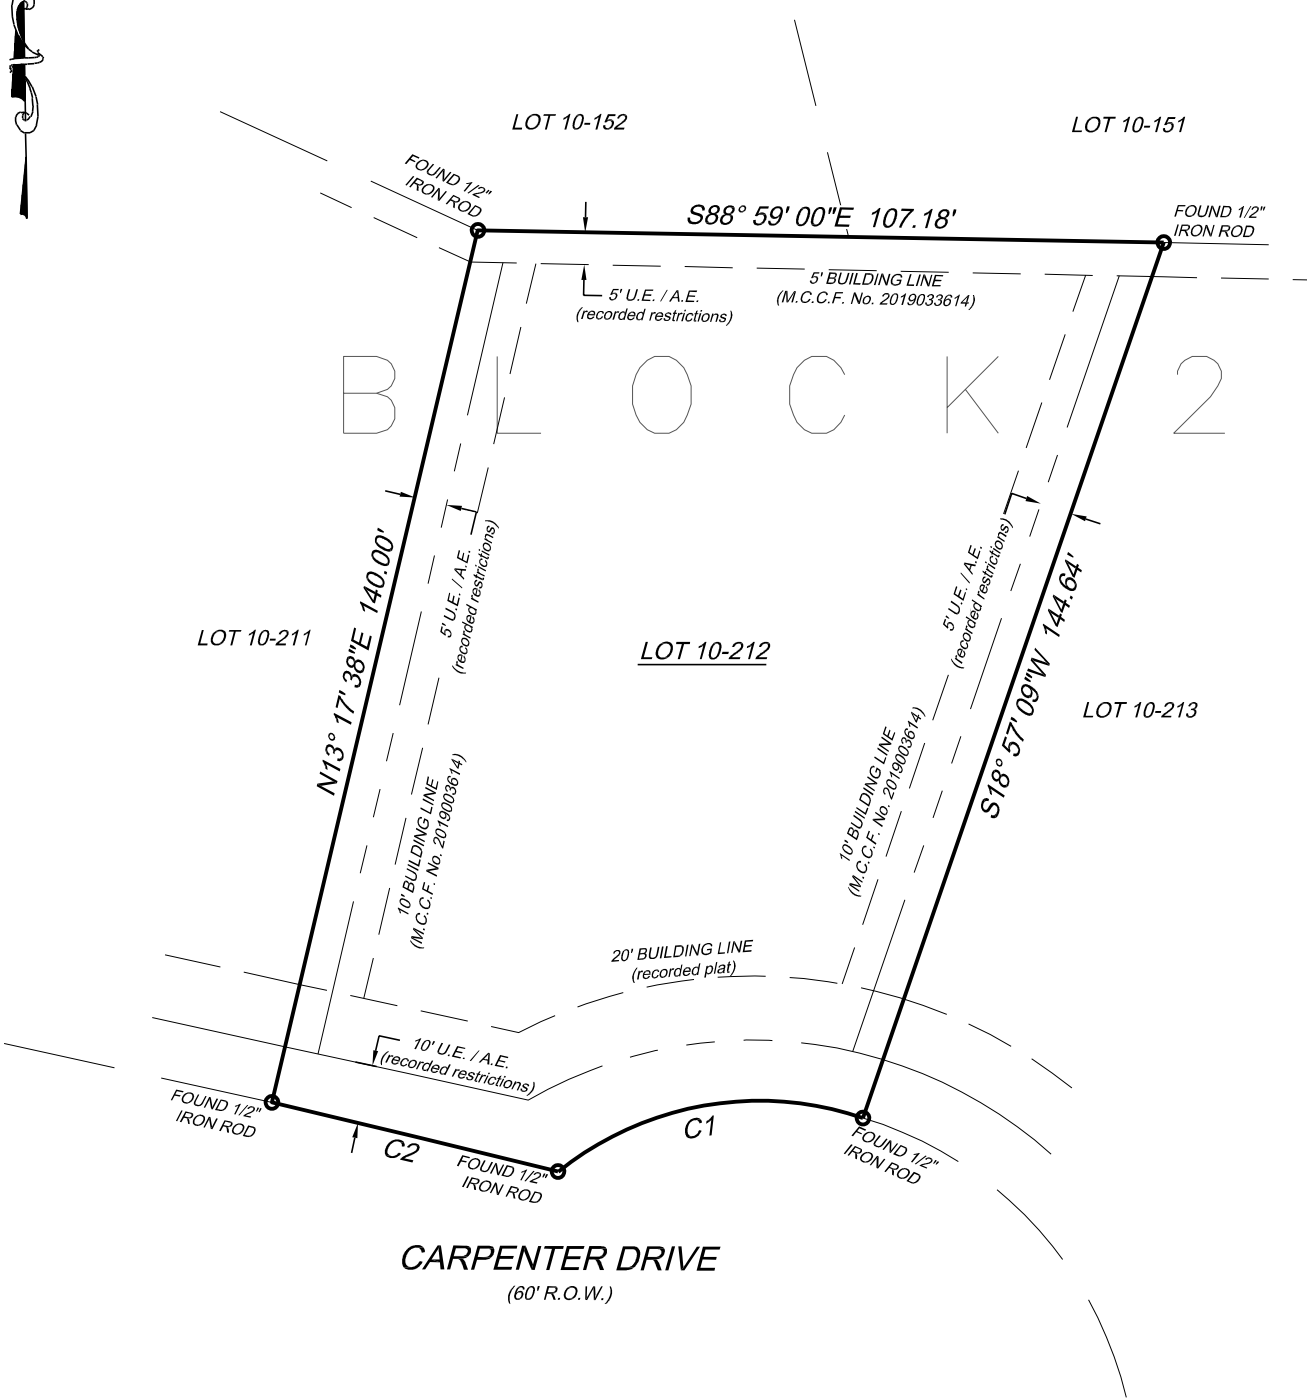 LOT 10-152
LOT 10-151
FOUND 1/2"
IRON ROD
S88° 59' 00"E 107.18'
FOUND 1/2"
IRON ROD
5' BUILDING LINE
(M.C.C.F. No. 2019033614)
5' U.E. / A.E.
(recorded restrictions)
BLOCK 2
N13° 17' 38"E 140.00'
5' U.E. / A.E.
(recorded restrictions)
5' U.E. / A.E.
(recorded restrictions)
S18° 57' 09"W 144.64'
LOT 10-211
LOT 10-212
LOT 10-213
10' BUILDING LINE
(M.C.C.F. No. 2019003614)
10' BUILDING LINE
(M.C.C.F. No. 2019003614)
20' BUILDING LINE
(recorded plat)
10' U.E. / A.E.
(recorded restrictions)
FOUND 1/2"
IRON ROD
C2
FOUND 1/2"
IRON ROD
C1
FOUND 1/2"
IRON ROD
CARPENTER DRIVE
(60' R.O.W.)